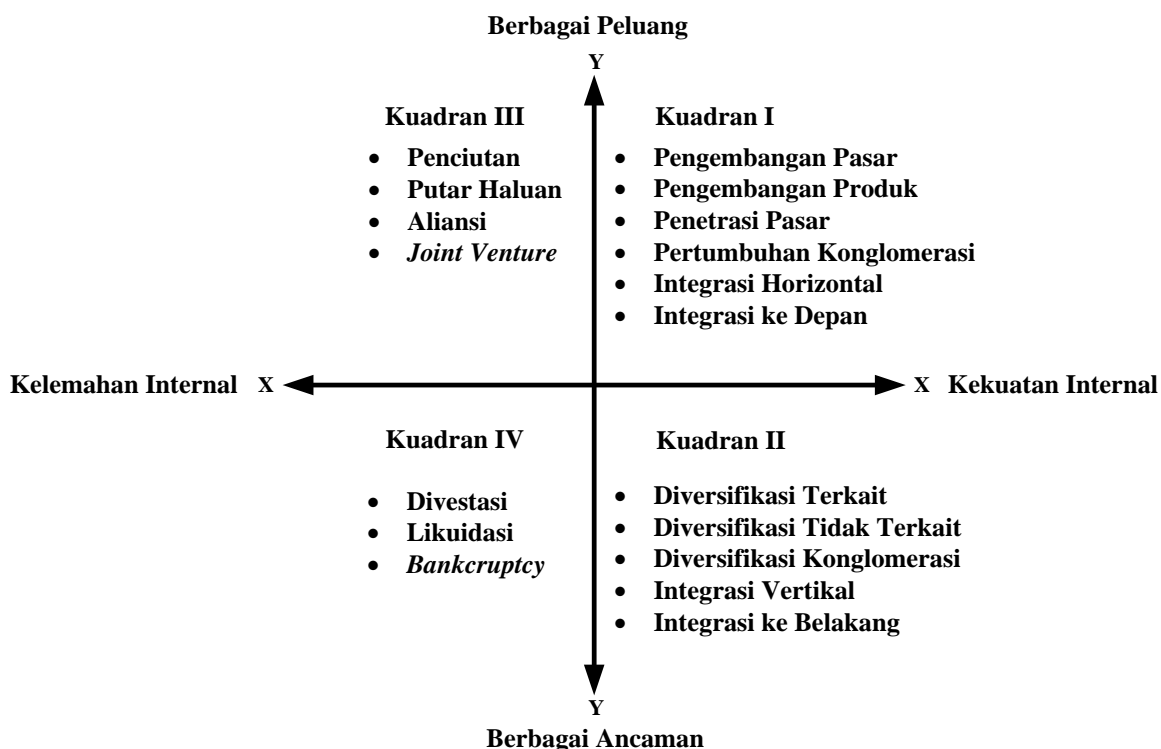 Berbagai Peluang
Y
Kuadran III
• Penciutan
• Putar Haluan
• Aliansi
• Joint Venture
Kuadran I
• Pengembangan Pasar
• Pengembangan Produk
• Penetrasi Pasar
• Pertumbuhan Konglomerasi
• Integrasi Horizontal
• Integrasi ke Depan
Kelemahan Internal X
X Kekuatan Internal
Kuadran IV
• Divestasi
• Likuidasi
• Bankcruptcy
Kuadran II
• Diversifikasi Terkait
• Diversifikasi Tidak Terkait
• Diversifikasi Konglomerasi
• Integrasi Vertikal
• Integrasi ke Belakang
Y
Berbagai Ancaman